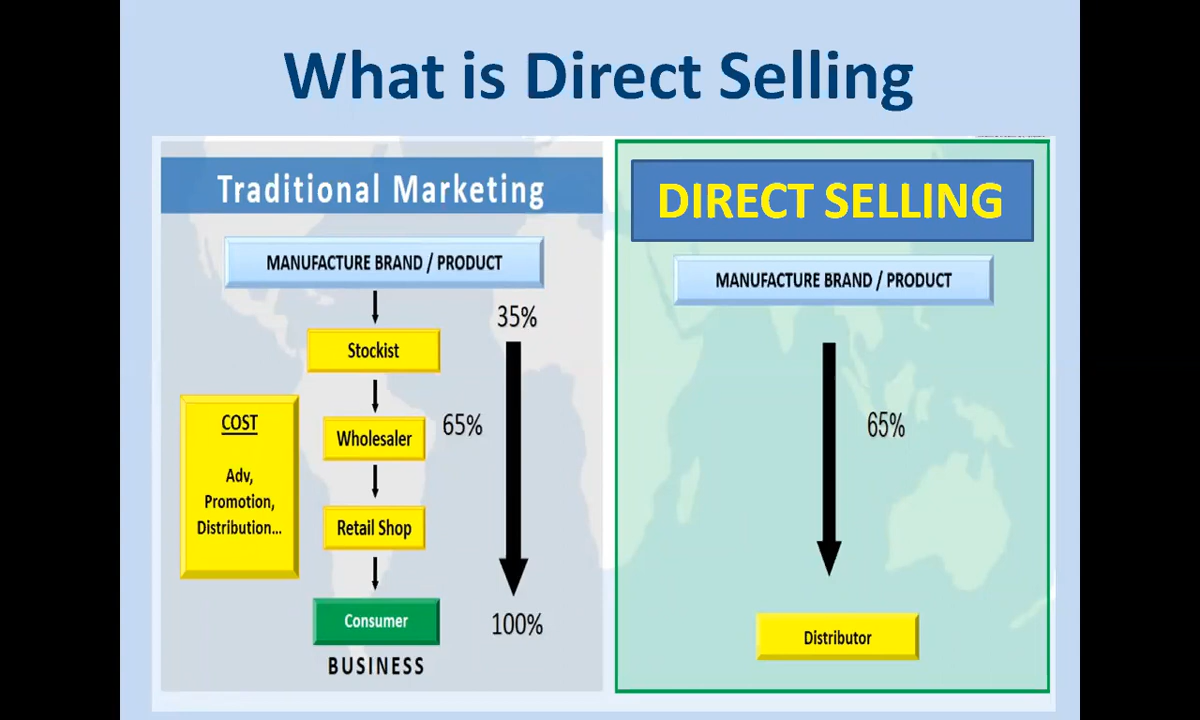 What is Direct Selling
Traditional Marketing
MANUFACTURE BRAND / PRODUCT
35%
Stockist
COST
Adv,
Promotion,
Distribution...
Wholesaler
65%
Retail Shop
Consumer
100%
BUSINESS
DIRECT SELLING
MANUFACTURE BRAND / PRODUCT
65%
Distributor